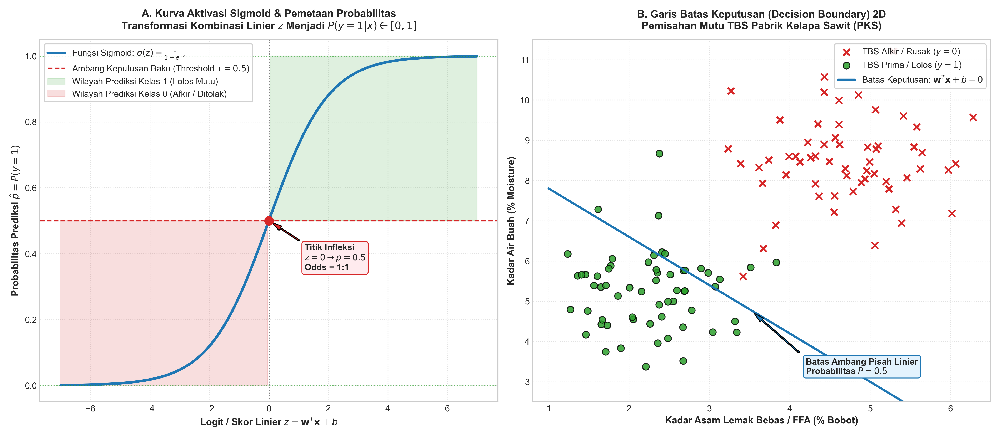 A. Kurva Aktivasi Sigmoid & Pemetaan Probabilitas
Transformasi Kombinasi Linier z Menjadi P(y = 1|x) ∈ [0, 1]
Fungsi Sigmoid: σ(z) = 1/(1 + e^{-z})
Ambang Keputusan Baku (Threshold τ = 0.5)
Wilayah Prediksi Kelas 1 (Lolos Mutu)
Wilayah Prediksi Kelas 0 (Afkir / Ditolak)
Probabilitas Prediksi p̂ = P(y = 1)
1.0
0.8
0.6
0.4
0.2
0.0
Titik Infleksi
z = 0 → p = 0.5
Odds = 1:1
−6 −4 −2 0 2 4 6
Logit / Skor Linier z = w^T x + b
B. Garis Batas Keputusan (Decision Boundary) 2D
Pemisahan Mutu TBS Pabrik Kelapa Sawit (PKS)
TBS Afkir / Rusak (y = 0)
TBS Prima / Lolos (y = 1)
Batas Keputusan: w^T x + b = 0
Kadar Air Buah (% Moisture)
11
10
9
8
7
6
5
4
3
Batas Ambang Pisah Linier
Probabilitas P = 0.5
1 2 3 4 5 6
Kadar Asam Lemak Bebas / FFA (% Bobot)